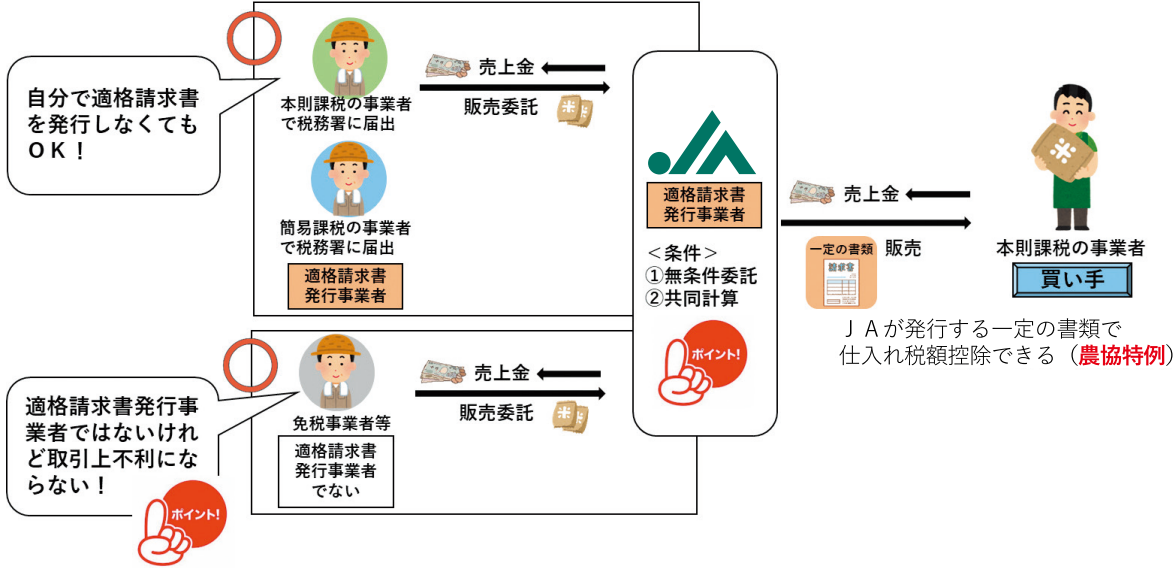 自分で適格請求書
を発行しなくても
ＯＫ！
本則課税の事業者
で税務署に届出
簡易課税の事業者
で税務署に届出
適格請求書
発行事業者
売上金
販売委託
米
適格請求書発行事
業者ではないけれ
ど取引上不利にな
らない！
ポイント!
免税事業者等
適格請求書
発行事業者
でない
売上金
販売委託
米
JA
適格請求書
発行事業者
＜条件＞
①無条件委託
②共同計算
ポイント!
売上金
一定の書類
請求書
販売
米
本則課税の事業者
買い手
ＪＡが発行する一定の書類で
仕入れ税額控除できる（農協特例）